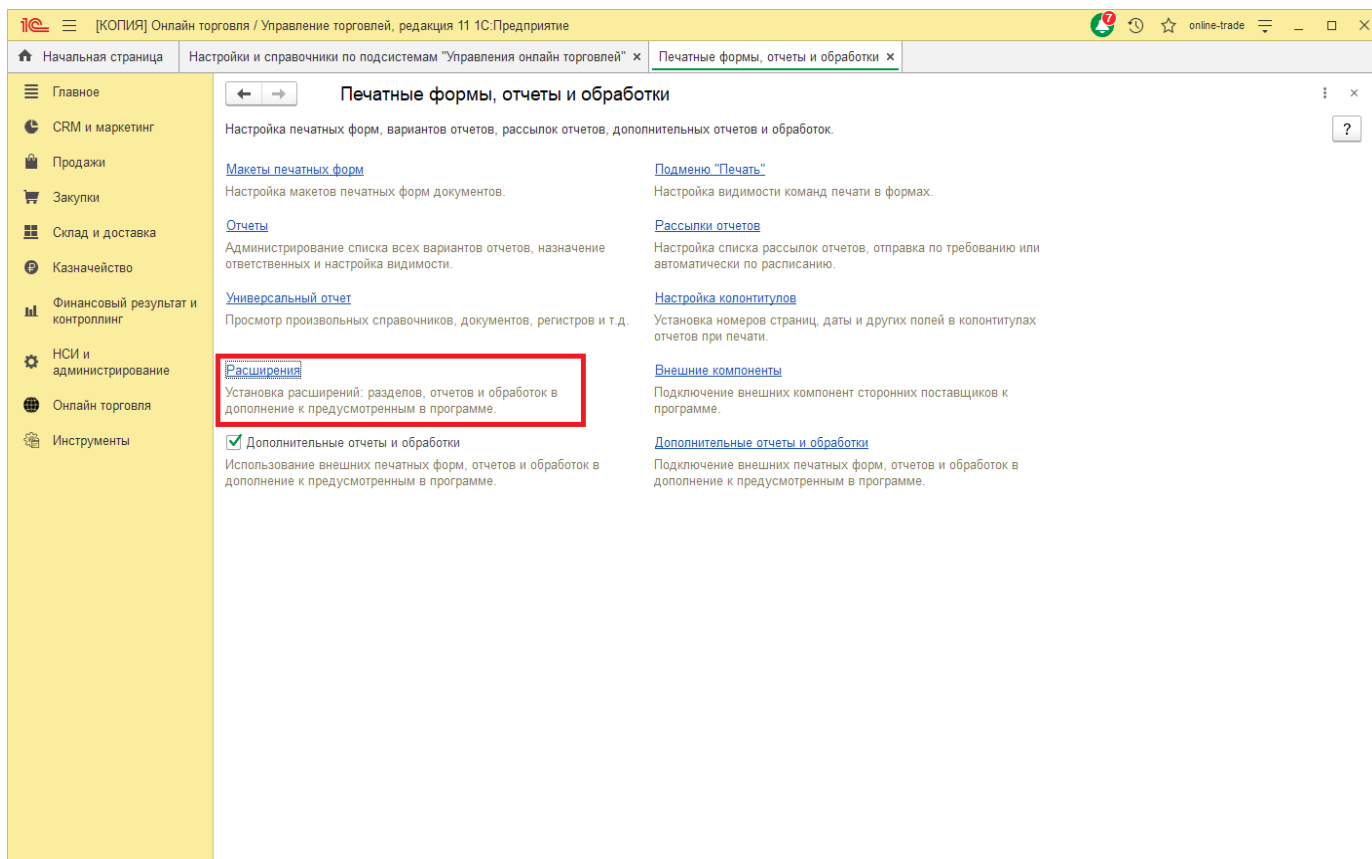 1С [КОПИЯ] Онлайн торговля / Управление торговлей, редакция 11 1С:Предприятие 7 online-trade
Начальная страница Настройки и справочники по подсистемам "Управления онлайн торговлей" × Печатные формы, отчеты и обработки ×
Главное
CRM и маркетинг
Продажи
Закупки
Склад и доставка
Казначейство
Финансовый результат и
контроллинг
НСИ и
администрирование
Онлайн торговля
Инструменты
Печатные формы, отчеты и обработки
Настройка печатных форм, вариантов отчетов, рассылок отчетов, дополнительных отчетов и обработок. ?
Макеты печатных форм
Настройка макетов печатных форм документов.
Подменю "Печать"
Настройка видимости команд печати в формах.
Отчеты
Администрирование списка всех вариантов отчетов, назначение
ответственных и настройка видимости.
Рассылки отчетов
Настройка списка рассылок отчетов, отправка по требованию или
автоматически по расписанию.
Универсальный отчет
Просмотр произвольных справочников, документов, регистров и т.д.
Настройка колонтитулов
Установка номеров страниц, даты и других полей в колонтитулах
отчетов при печати.
Расширения
Установка расширений: разделов, отчетов и обработок в
дополнение к предусмотренным в программе.
Внешние компоненты
Подключение внешних компонент сторонних поставщиков к
программе.
Дополнительные отчеты и обработки
Использование внешних печатных форм, отчетов и обработок в
дополнение к предусмотренным в программе.
Дополнительные отчеты и обработки
Подключение внешних печатных форм, отчетов и обработок в
дополнение к предусмотренным в программе.